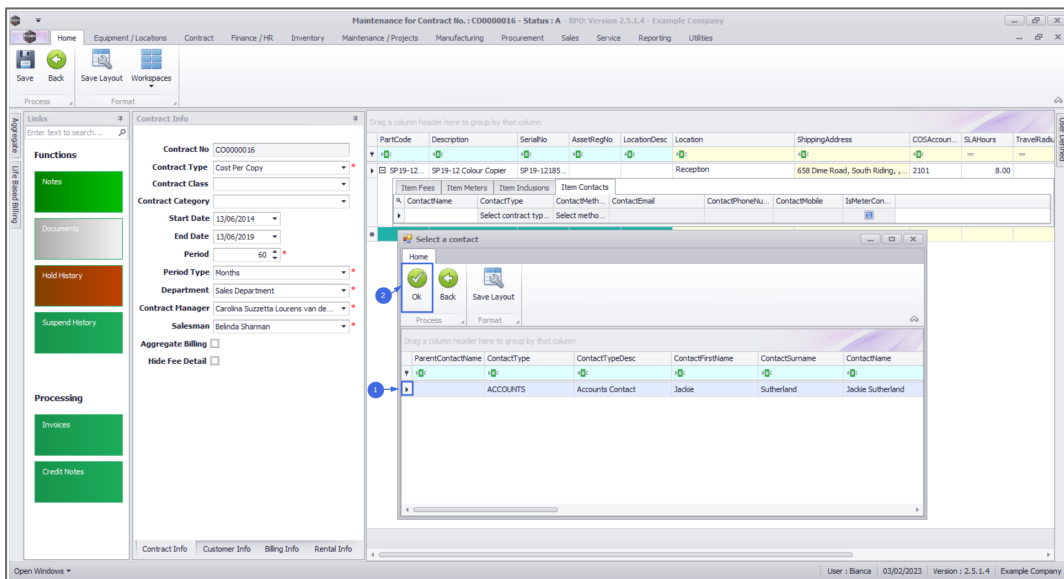 Maintenance for Contract No. : CO0000016 - Status : A - BPO: Version 2.5.1.4 - Example Company
Home Equipment / Locations Contract Finance / HR Inventory Maintenance / Projects Manufacturing Procurement Sales Service Reporting Utilities
Save Back Save Layout Workspaces
Process Format
Aggregate
Life Based Billing
Links
Enter text to search...
Functions
Notes
Documents
Hold History
Suspend History
Processing
Invoices
Credit Notes
Contract Info
Contract No CO0000016
Contract Type Cost Per Copy *
Contract Class
Contract Category
Start Date 13/06/2014
End Date 13/06/2019
Period 60 *
Period Type Months *
Department Sales Department *
Contract Manager Carolina Suzzetta Lourens van de... *
Salesman Belinda Sharman *
Aggregate Billing
Hide Fee Detail
Contract Info Customer Info Billing Info Rental Info
Drag a column header here to group by that column
User Defined
PartCode Description SerialNo AssetRegNo LocationDesc Location ShippingAddress COSAccoun... SLAHours TravelRadiu
SP19-12... SP19-12 Colour Copier SP19-12185... Reception 658 Dime Road, South Riding, , ... 2101 8.00
Item Fees Item Meters Item Inclusions Item Contacts
ContactName ContactType ContactMeth... ContactEmail ContactPhoneNu... ContactMobile IsMeterCon...
Select contract typ... Select metho...
Select a contact
Home
2
Ok Back Save Layout
Process Format
Drag a column header here to group by that column
ParentContactName ContactType ContactTypeDesc ContactFirstName ContactSurname ContactName
1
ACCOUNTS Accounts Contact Jackie Sutherland Jackie Sutherland
Open Windows User : Bianca 03/02/2023 Version : 2.5.1.4 Example Company